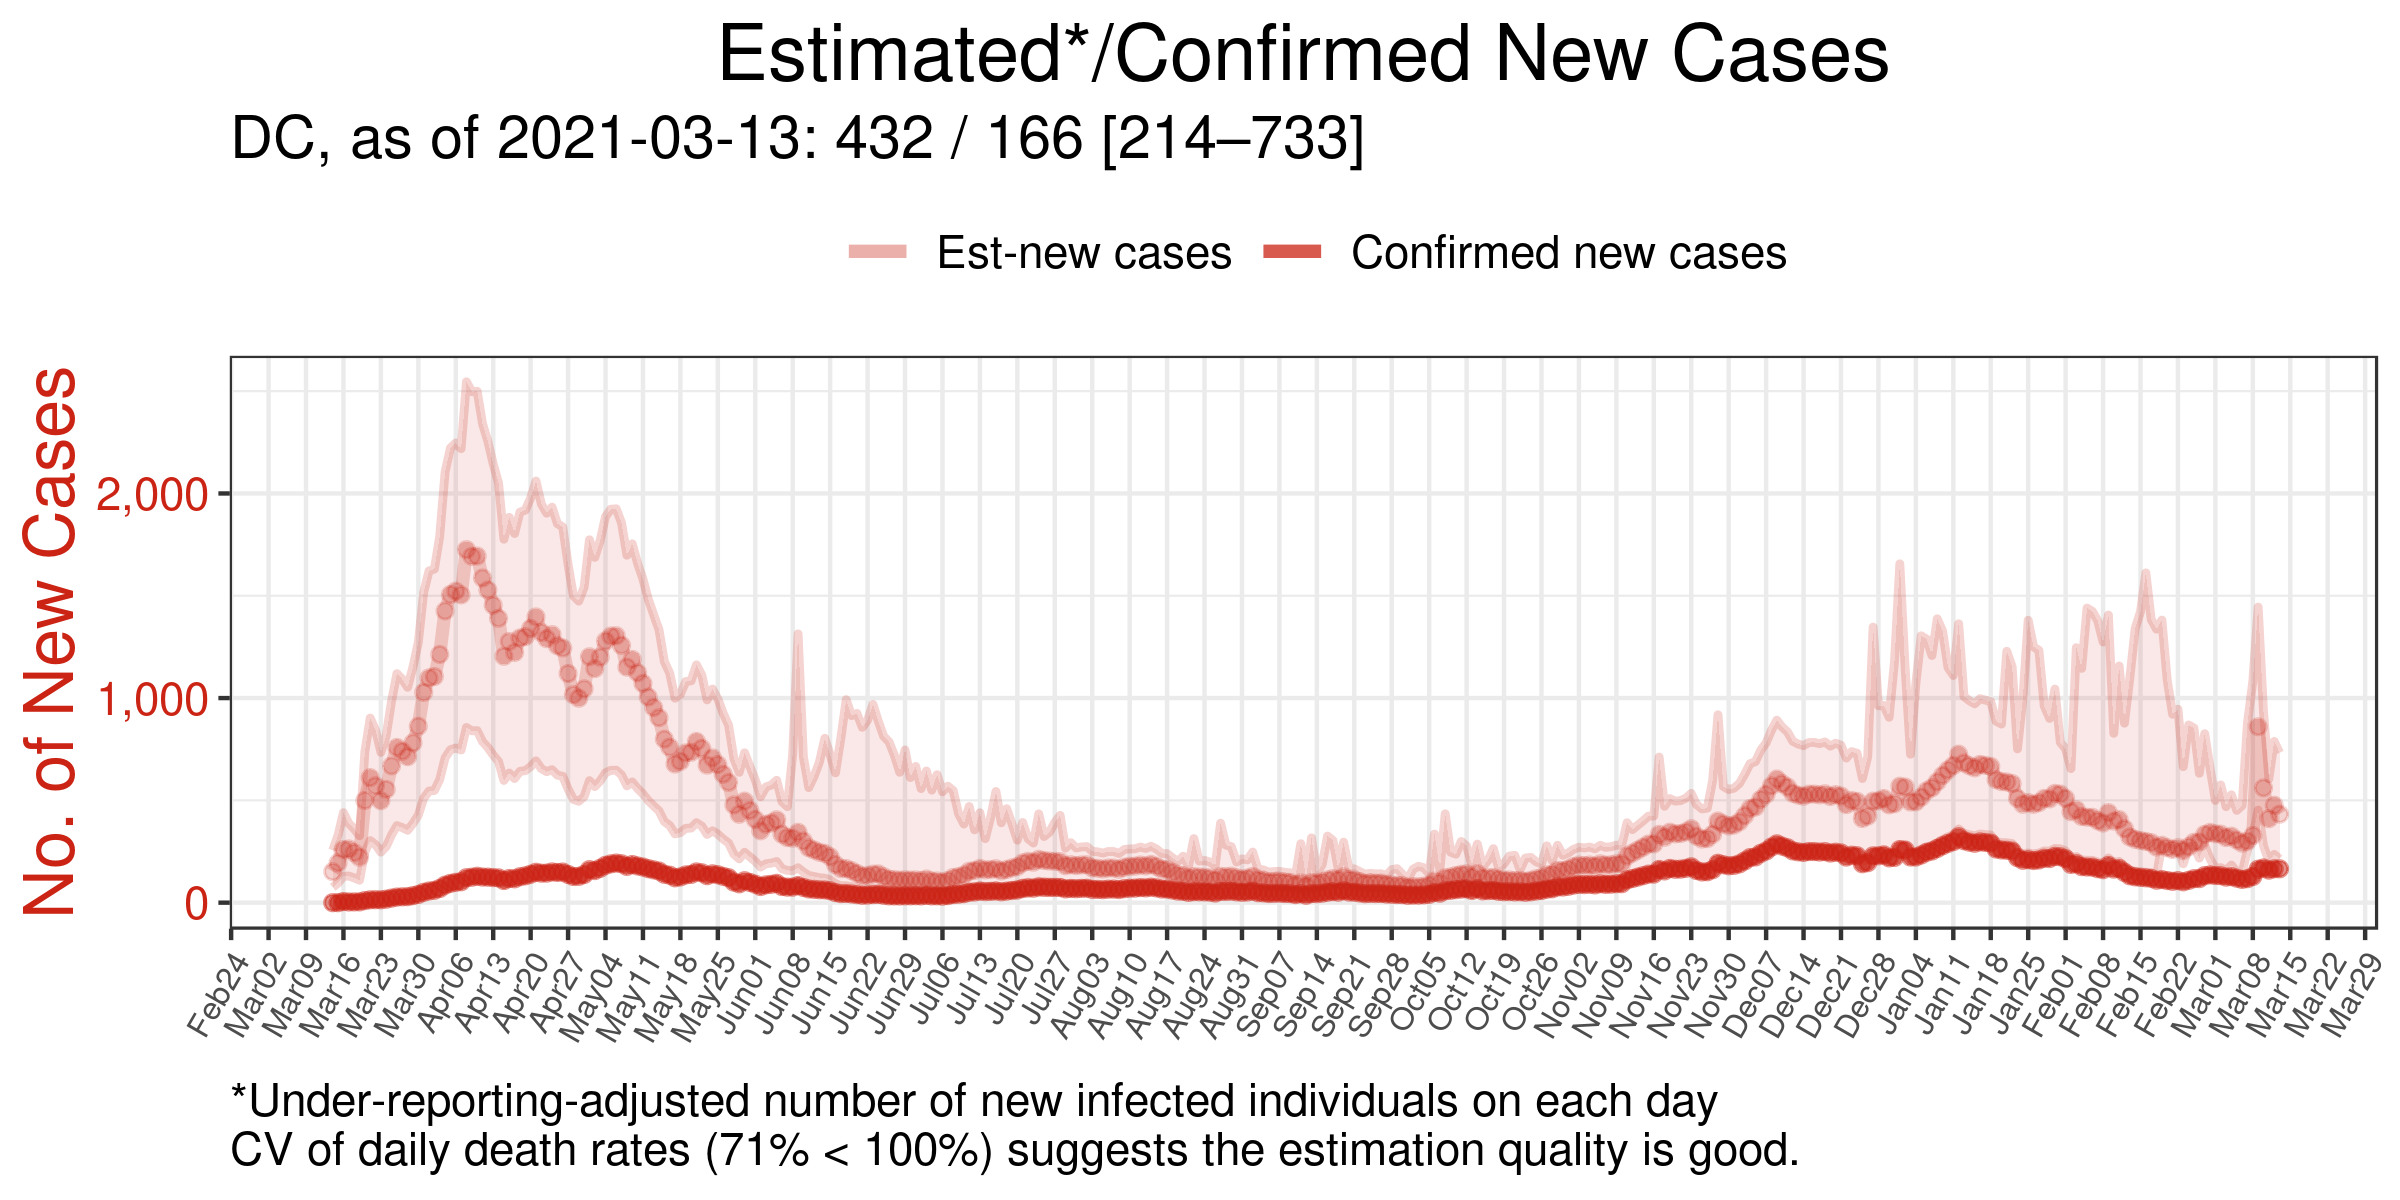 Estimated*/Confirmed New Cases
DC, as of 2021-03-13: 432 / 166 [214–733]
Est-new cases
Confirmed new cases
No. of New Cases
2,000
1,000
0
Feb24
Mar02
Mar09
Mar16
Mar23
Mar30
Apr06
Apr13
Apr20
Apr27
May04
May11
May18
May25
Jun01
Jun08
Jun15
Jun22
Jun29
Jul06
Jul13
Jul20
Jul27
Aug03
Aug10
Aug17
Aug24
Aug31
Sep07
Sep14
Sep21
Sep28
Oct05
Oct12
Oct19
Oct26
Nov02
Nov09
Nov16
Nov23
Nov30
Dec07
Dec14
Dec21
Dec28
Jan04
Jan11
Jan18
Jan25
Feb01
Feb08
Feb15
Feb22
Mar01
Mar08
Mar15
Mar22
Mar29
*Under-reporting-adjusted number of new infected individuals on each day
CV of daily death rates (71% < 100%) suggests the estimation quality is good.